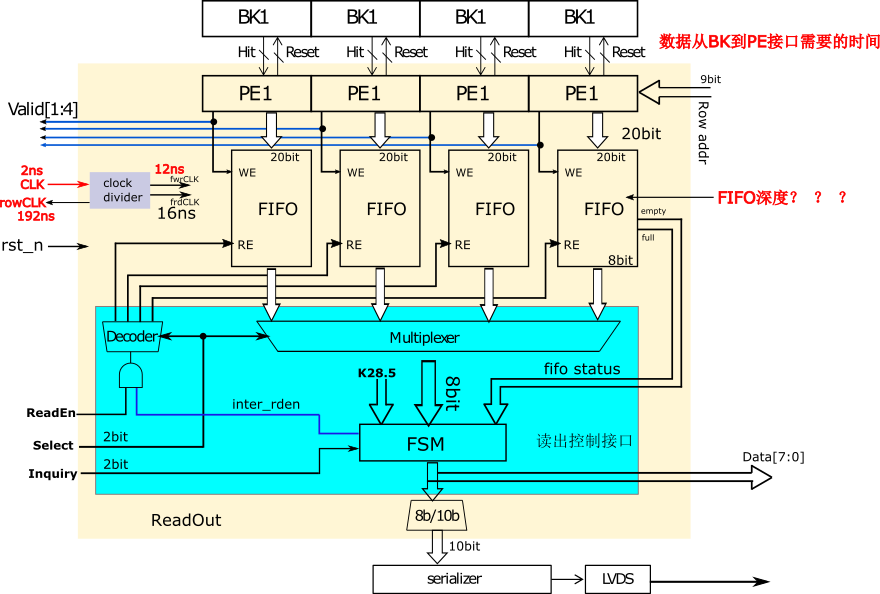 BK1 BK1 BK1 BK1
Hit Reset Hit Reset Hit Reset Hit Reset
数据从BK到PE接口需要的时间
PE1 PE1 PE1 PE1
9bit
Row addr
Valid[1:4]
20bit
20bit 20bit 20bit 20bit
WE WE WE WE
2ns
CLK
rowCLK
192ns
clock
divider
12ns
fwrCLK
frdCLK
16ns
FIFO FIFO FIFO FIFO
FIFO深度？？？
empty
full
rst_n
RE RE RE RE
8bit
Decoder
Multiplexer
fifo status
K28.5
8bit
inter_rden
ReadEn
Select
2bit
FSM
读出控制接口
Inquiry
2bit
Data[7:0]
ReadOut
8b/10b
10bit
serializer
LVDS